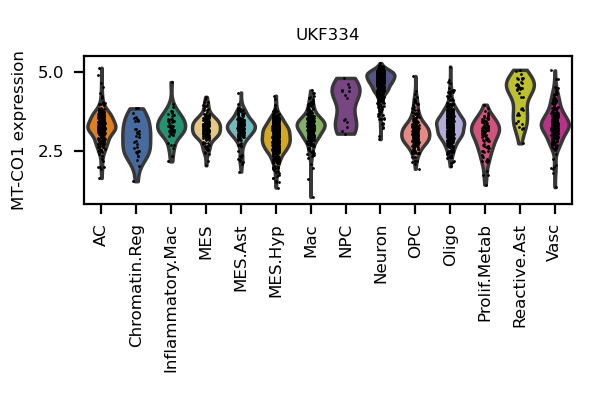 UKF334
MT-CO1 expression
5.0
2.5
AC
Chromatin.Reg
Inflammatory.Mac
MES
MES.Ast
MES.Hyp
Mac
NPC
Neuron
OPC
Oligo
Prolif.Metab
Reactive.Ast
Vasc